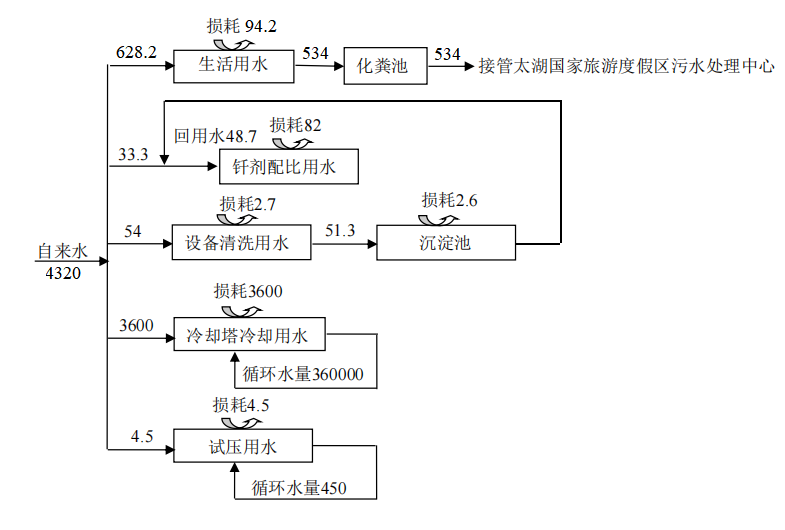 损耗 94.2
628.2
生活用水
534
化粪池
534
接管太湖国家旅游度假区污水处理中心
回用水48.7
损耗82
33.3
钎剂配比用水
损耗2.7
54
设备清洗用水
51.3
损耗2.6
沉淀池
自来水
4320
损耗3600
3600
冷却塔冷却用水
循环水量360000
损耗4.5
4.5
试压用水
循环水量450